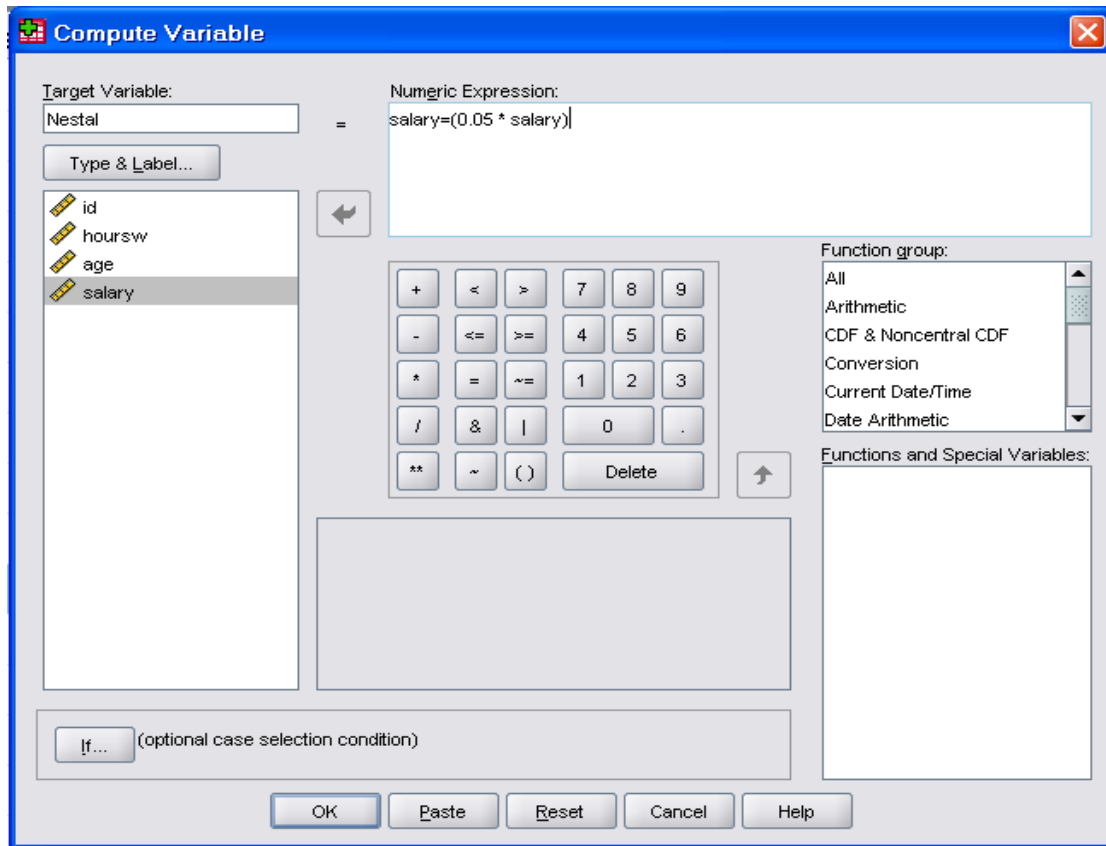 Compute Variable
Target Variable:
Nestal
=
Numeric Expression:
salary=(0.05 * salary)
Type & Label...
id
hoursw
age
salary
+ < > 7 8 9
- <= >= 4 5 6
* = ~= 1 2 3
/ & | 0 .
** ~ ( ) Delete
Function group:
All
Arithmetic
CDF & Noncentral CDF
Conversion
Current Date/Time
Date Arithmetic
Functions and Special Variables:
If... (optional case selection condition)
OK Paste Reset Cancel Help